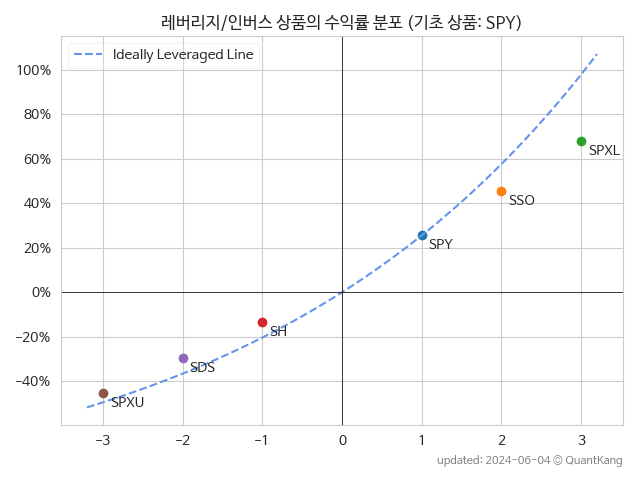 레버리지/인버스 상품의 수익률 분포 (기초 상품: SPY)
Ideally Leveraged Line
100%
80%
60%
40%
20%
0%
−20%
−40%
SPXL
SSO
SPY
SH
SDS
SPXU
−3 −2 −1 0 1 2 3
updated: 2024-06-04 © QuantKang